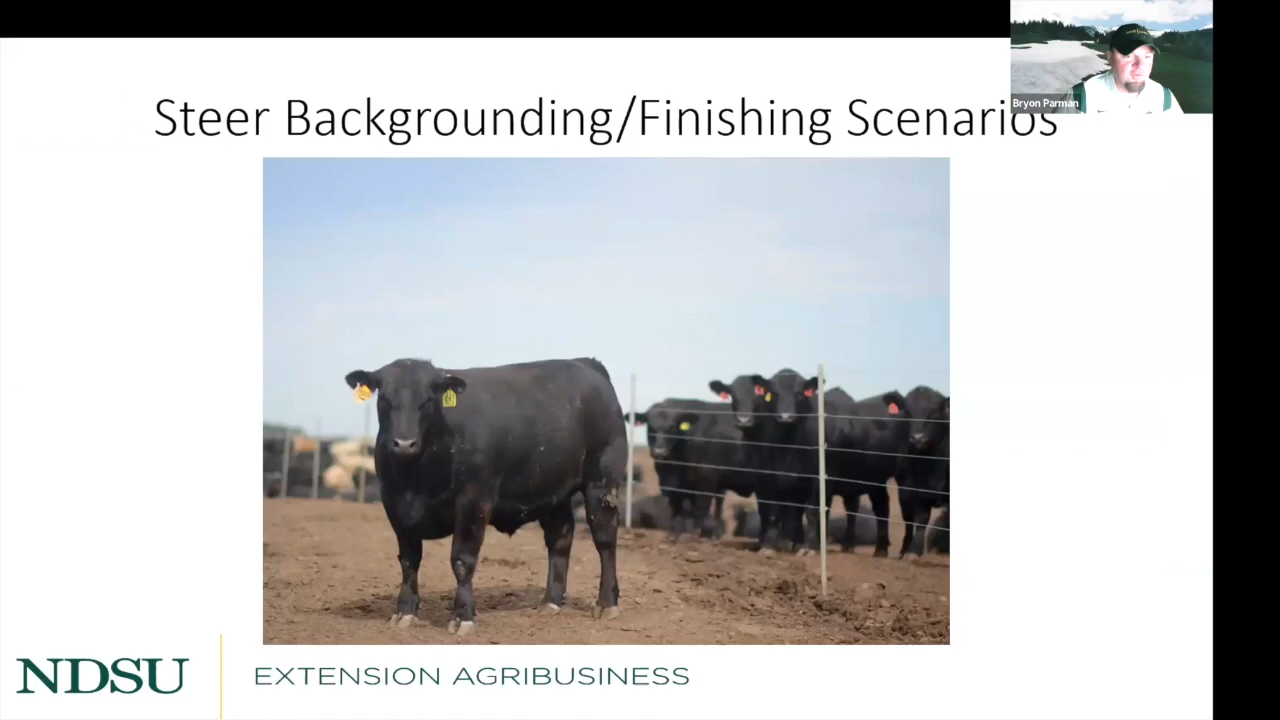 Steer Backgrounding/Finishing Scenarios
Bryon Parman
NDSU
EXTENSION AGRIBUSINESS